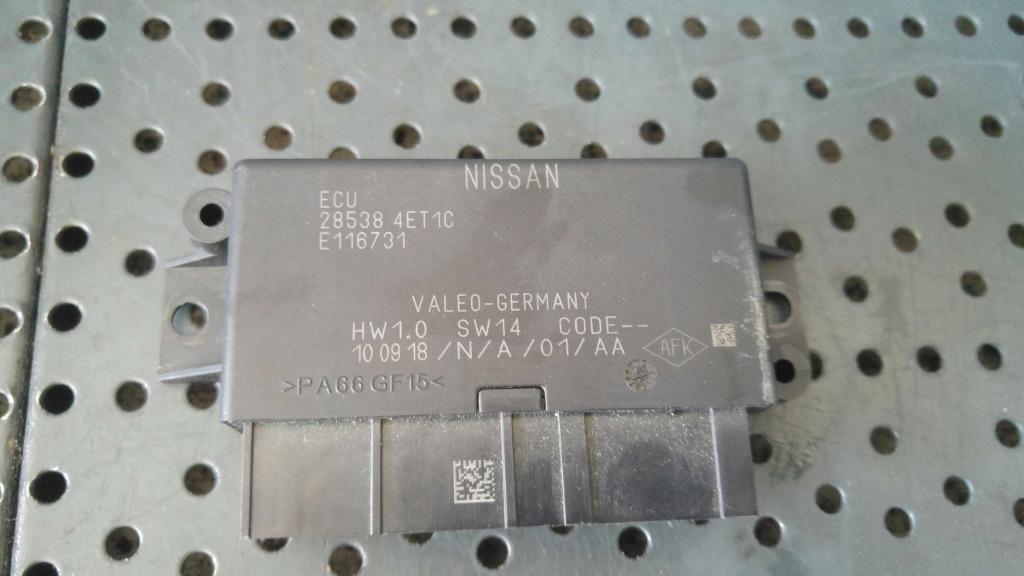 NISSAN
ECU
28538 4ET1C
E116731
VALEO-GERMANY
HW1.0 SW14 CODE--
10 09 18 /N/A /01/AA
AFK
>PA66 GF15<